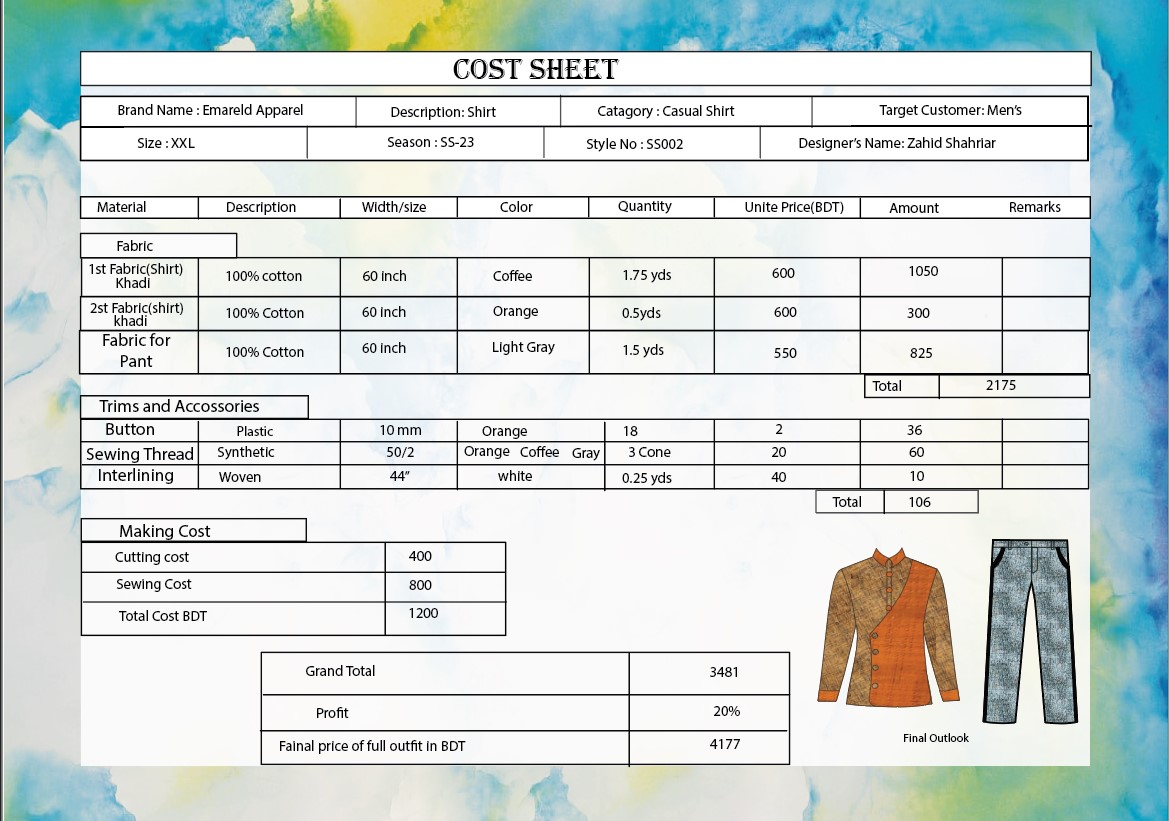 COST SHEET
Brand Name : Emareld Apparel Description: Shirt Catagory : Casual Shirt Target Customer: Men's
Size : XXL Season : SS-23 Style No : SS002 Designer's Name: Zahid Shahriar
Material Description Width/size Color Quantity Unite Price(BDT) Amount Remarks
Fabric
1st Fabric(Shirt)
Khadi 100% cotton 60 inch Coffee 1.75 yds 600 1050
2st Fabric(shirt)
khadi 100% Cotton 60 inch Orange 0.5yds 600 300
Fabric for
Pant 100% Cotton 60 inch Light Gray 1.5 yds 550 825
Total 2175
Trims and Accossories
Button Plastic 10 mm Orange 18 2 36
Sewing Thread Synthetic 50/2 Orange Coffee Gray 3 Cone 20 60
Interlining Woven 44” white 0.25 yds 40 10
Total 106
Making Cost
Cutting cost 400
Sewing Cost 800
Total Cost BDT 1200
Grand Total 3481
Profit 20%
Fainal price of full outfit in BDT 4177
Final Outlook